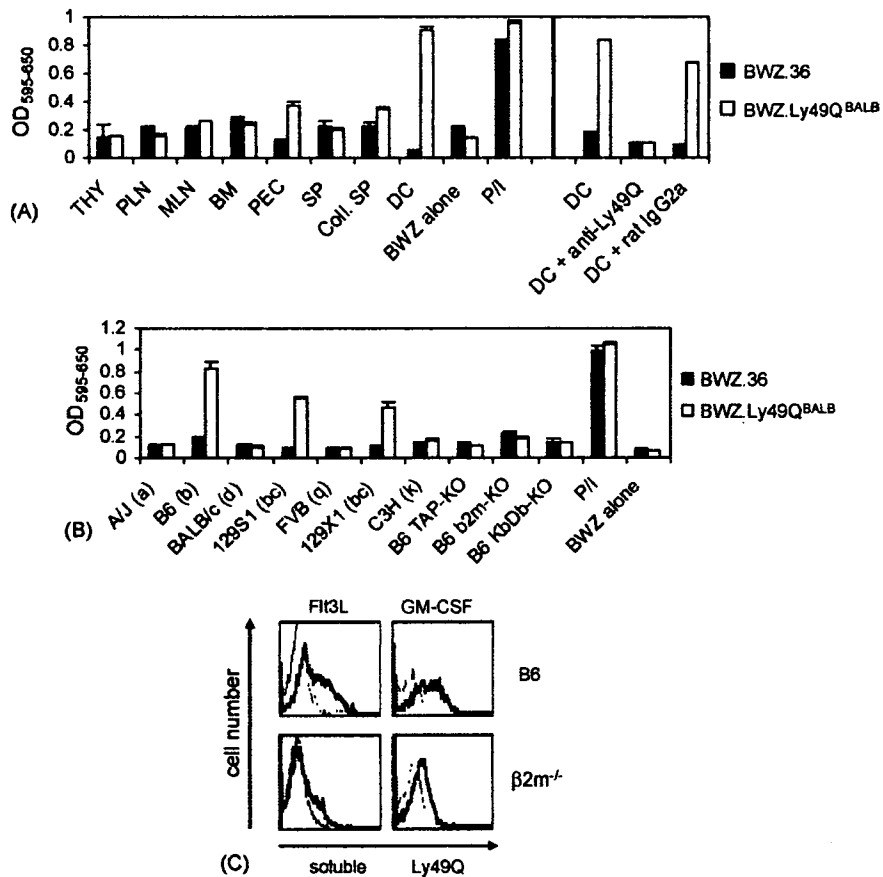 1
0.8
0.6
0.4
0.2
0
OD595-650
BWZ.36
BWZ.Ly49QBALB
THY
PLN
MLN
BM
PEC
SP
Coll. SP
DC
BWZ alone
P/I
DC
DC + anti-Ly49Q
DC + rat IgG2a
(A)
1.2
1
0.8
0.6
0.4
0.2
0
OD595-650
BWZ.36
BWZ.Ly49QBALB
A/J (a)
B6 (b)
BALB/c (d)
129S1 (bc)
FVB (q)
129X1 (bc)
C3H (k)
B6 TAP-KO
B6 b2m-KO
B6 KbDb-KO
P/I
BWZ alone
(B)
Flt3L GM-CSF
cell number
B6
β2m-/-
(C)
soluble Ly49Q